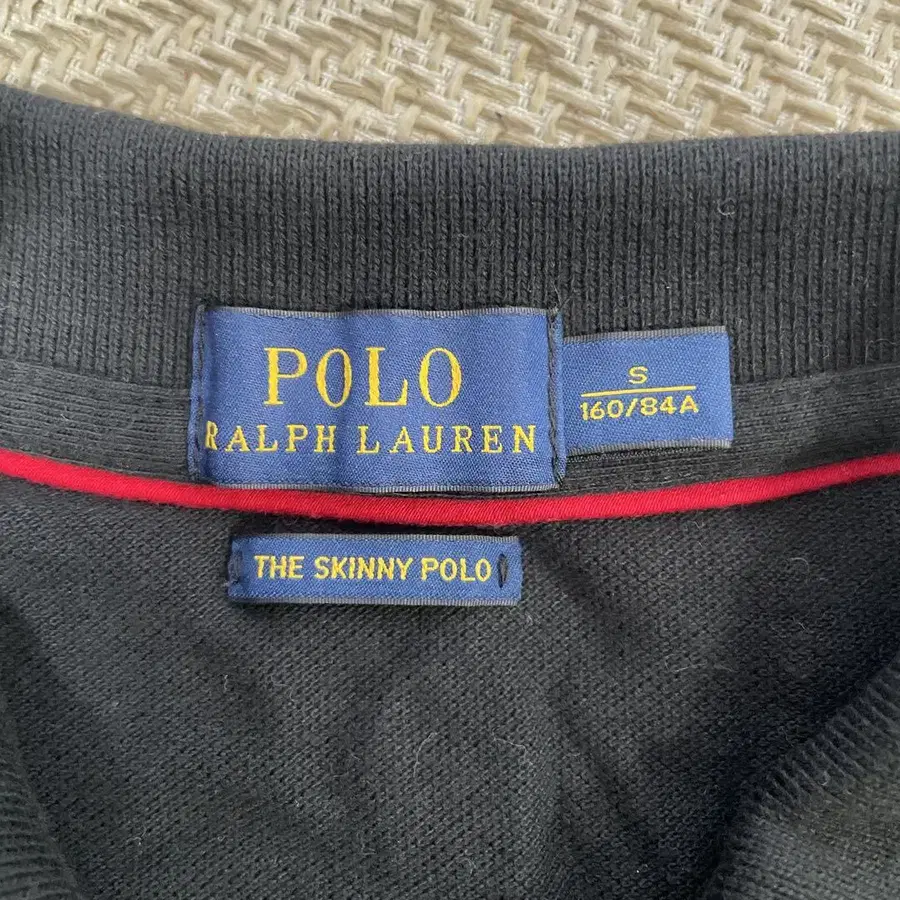 POLO
RALPH LAUREN
S
160/84A
THE SKINNY POLO